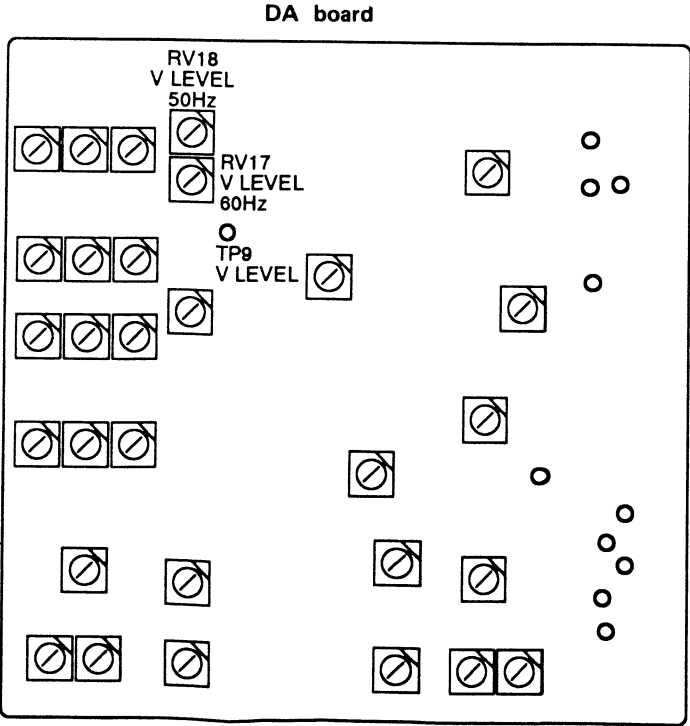 DA board
RV18
V LEVEL
50Hz
RV17
V LEVEL
60Hz
TP9
V LEVEL